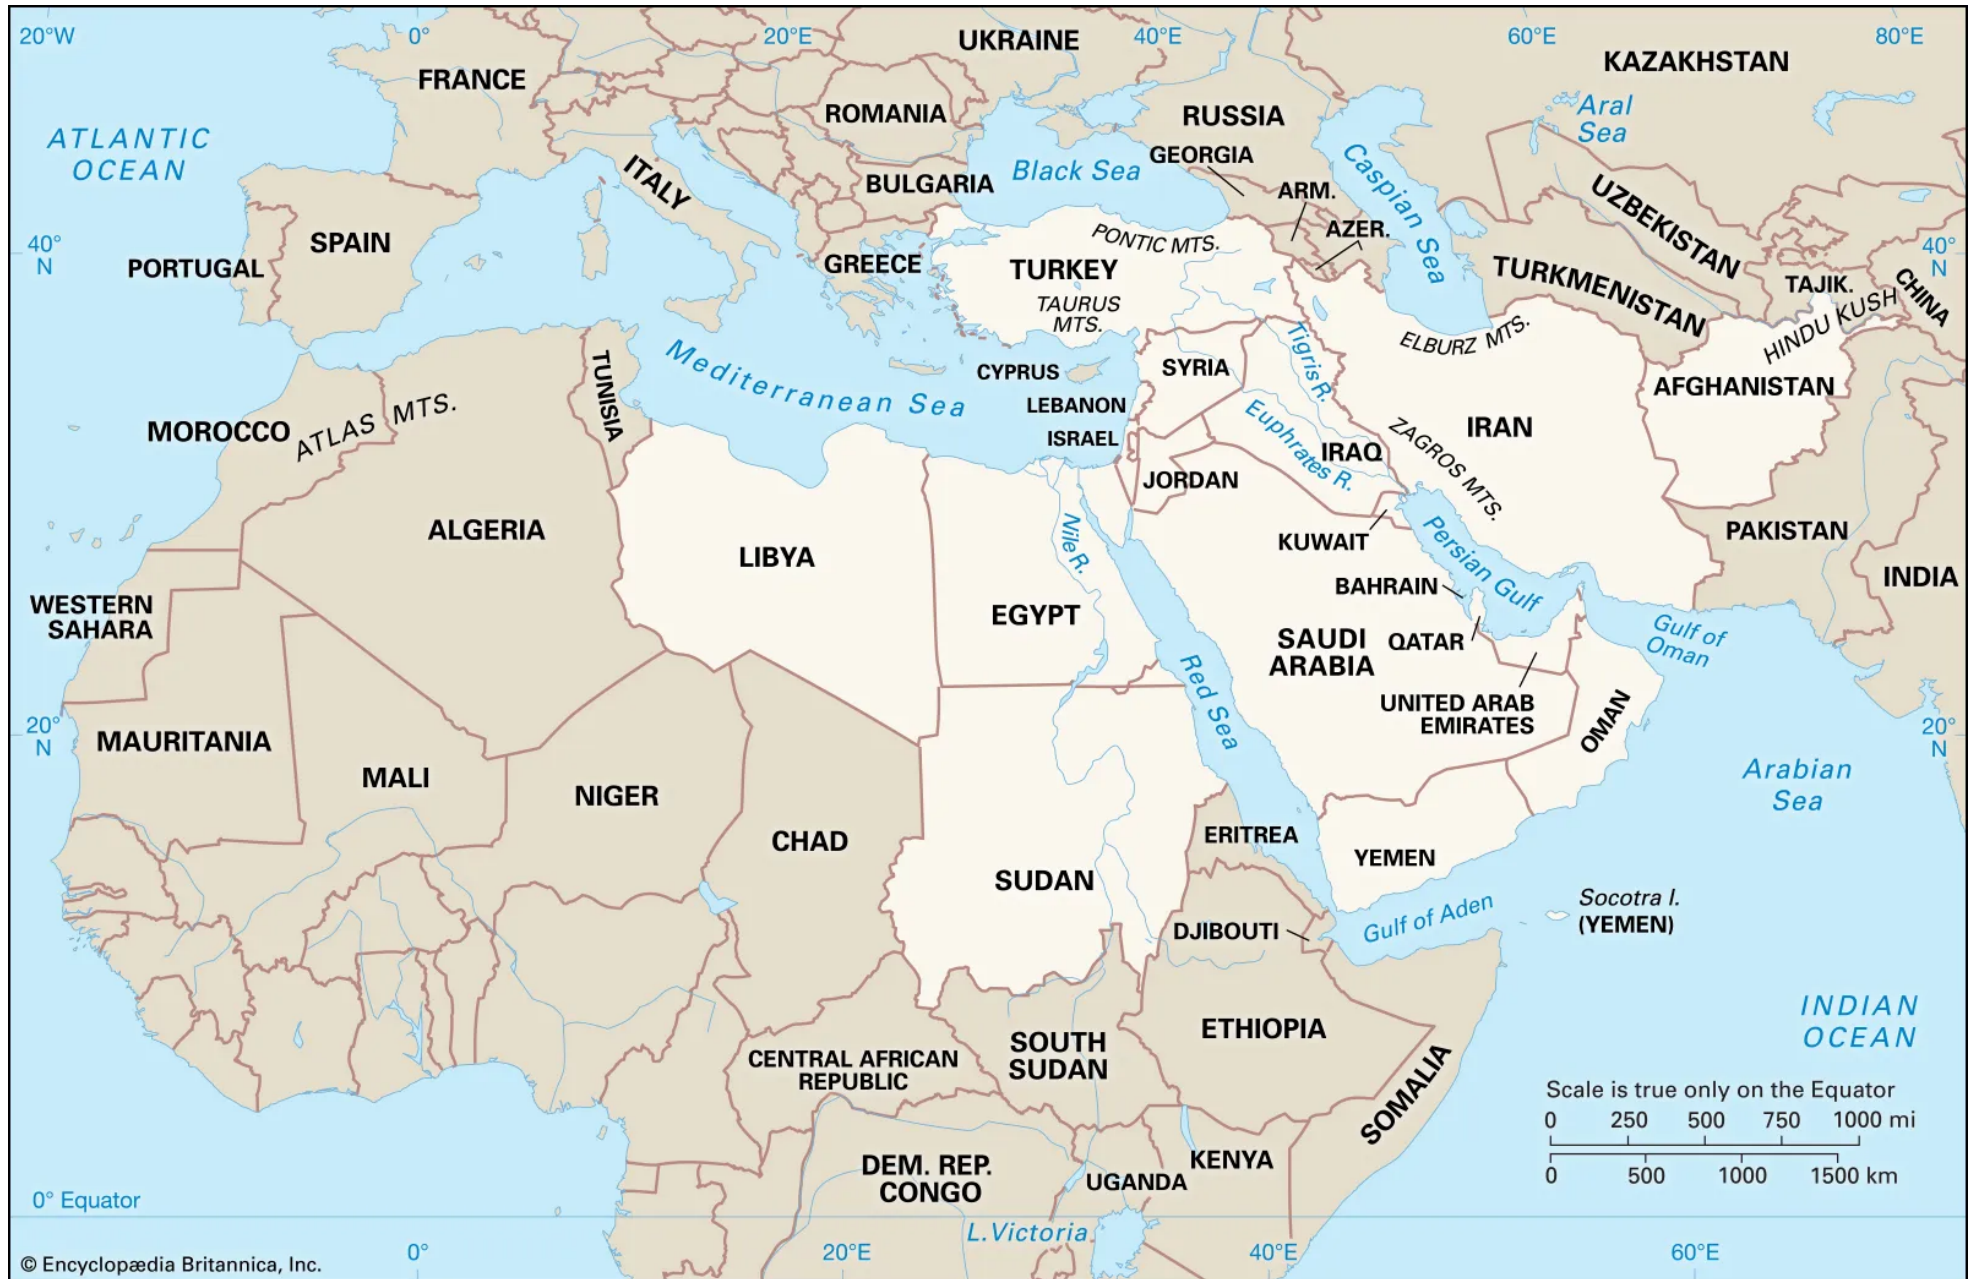 20°W
0°
20°E
40°E
60°E
80°E
UKRAINE
KAZAKHSTAN
FRANCE
ROMANIA
RUSSIA
Aral
Sea
ATLANTIC
OCEAN
ITALY
BULGARIA
Black Sea
GEORGIA
ARM.
AZER.
Caspian Sea
UZBEKISTAN
40°
N
PORTUGAL
SPAIN
GREECE
PONTIC MTS.
TURKEY
TAURUS
MTS.
TURKMENISTAN
TAJIK.
CHINA
40°
N
HINDU KUSH
ELBURZ MTS.
TUNISIA
Mediterranean Sea
CYPRUS
SYRIA
Tigris R.
AFGHANISTAN
MOROCCO
ATLAS MTS.
LEBANON
ISRAEL
Euphrates R.
IRAQ
IRAN
ZAGROS MTS.
JORDAN
ALGERIA
LIBYA
Nile R.
KUWAIT
Persian Gulf
PAKISTAN
INDIA
WESTERN
SAHARA
EGYPT
BAHRAIN
SAUDI
ARABIA
QATAR
Gulf of
Oman
Red Sea
UNITED ARAB
EMIRATES
OMAN
20°
N
20°
N
MAURITANIA
MALI
NIGER
CHAD
Arabian
Sea
ERITREA
YEMEN
SUDAN
Socotra I.
(YEMEN)
DJIBOUTI
Gulf of Aden
INDIAN
OCEAN
ETHIOPIA
SOUTH
SUDAN
CENTRAL AFRICAN
REPUBLIC
SOMALIA
Scale is true only on the Equator
0 250 500 750 1000 mi
0 500 1000 1500 km
DEM. REP.
CONGO
UGANDA
KENYA
0° Equator
L.Victoria
0°
20°E
40°E
60°E
© Encyclopædia Britannica, Inc.